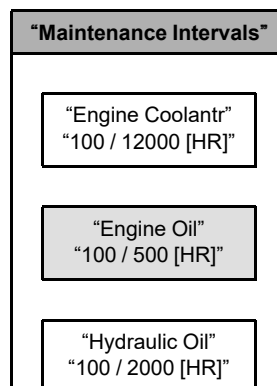 “Maintenance Intervals”
“Engine Coolantr”
“100 / 12000 [HR]”
“Engine Oil”
“100 / 500 [HR]”
“Hydraulic Oil”
“100 / 2000 [HR]”